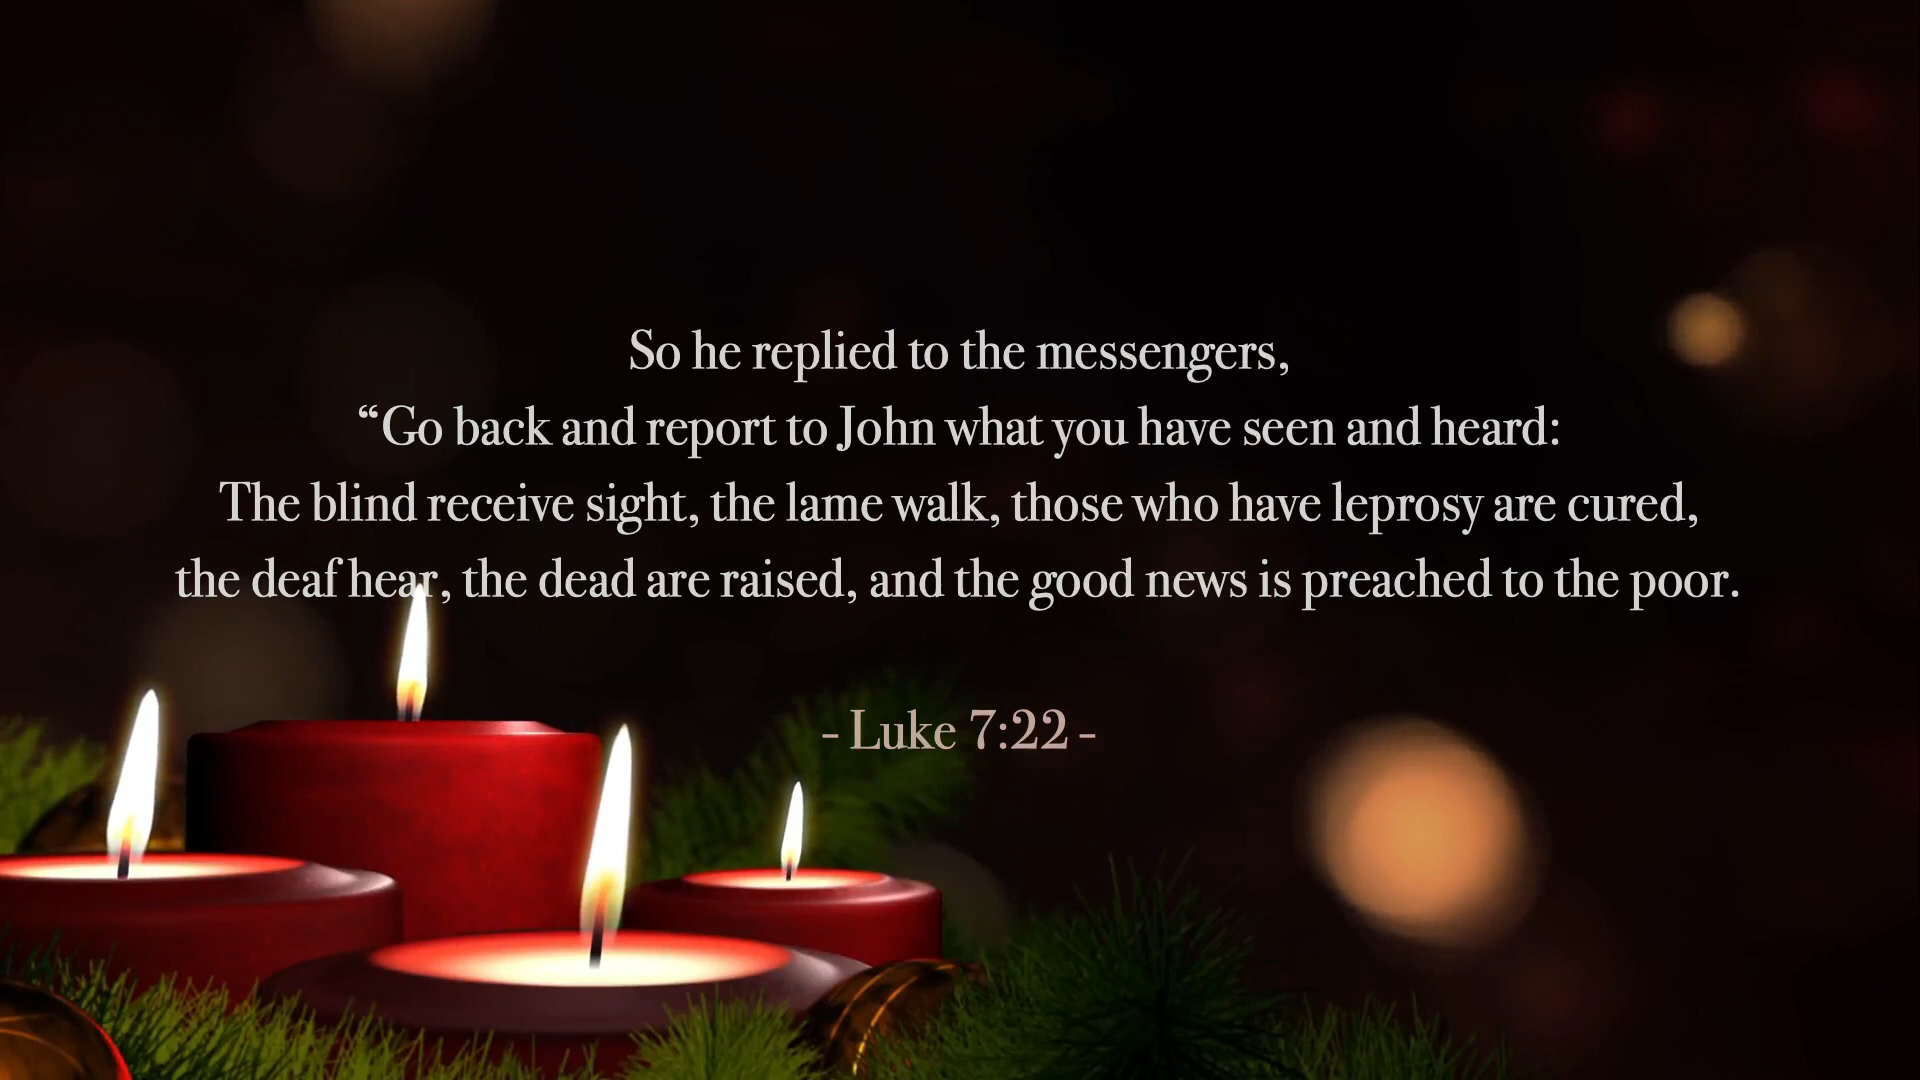 So he replied to the messengers,
“Go back and report to John what you have seen and heard:
The blind receive sight, the lame walk, those who have leprosy are cured,
the deaf hear, the dead are raised, and the good news is preached to the poor.
- Luke 7:22 -